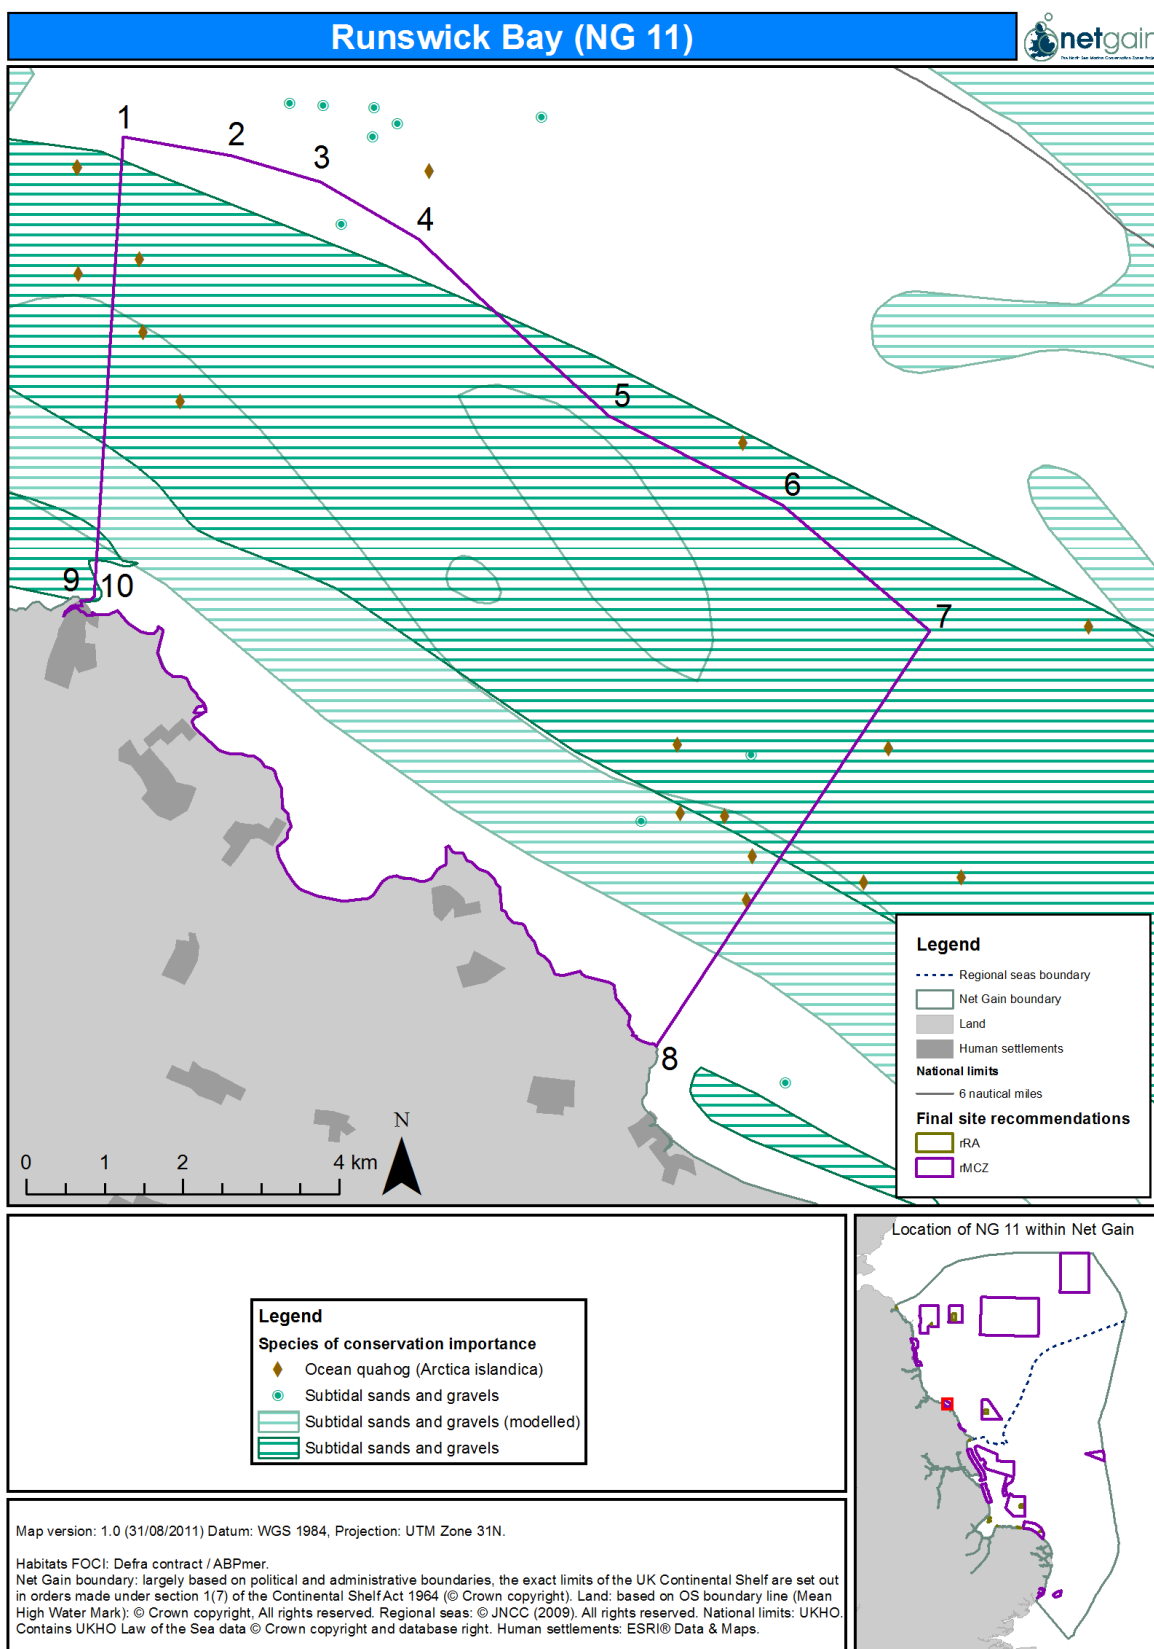 Runswick Bay (NG 11)
netgain
1
2
3
4
5
6
7
9
10
8
Legend
Regional seas boundary
Net Gain boundary
Land
Human settlements
National limits
6 nautical miles
Final site recommendations
rRA
rMCZ
N
0 1 2 4 km
Legend
Species of conservation importance
Ocean quahog (Arctica islandica)
Subtidal sands and gravels
Subtidal sands and gravels (modelled)
Subtidal sands and gravels
Location of NG 11 within Net Gain
Map version: 1.0 (31/08/2011) Datum: WGS 1984, Projection: UTM Zone 31N.
Habitats FOCI: Defra contract / ABPmer.
Net Gain boundary: largely based on political and administrative boundaries, the exact limits of the UK Continental Shelf are set out
in orders made under section 1(7) of the Continental Shelf Act 1964 (© Crown copyright). Land: based on OS boundary line (Mean
High Water Mark): © Crown copyright, All rights reserved. Regional seas: © JNCC (2009). All rights reserved. National limits: UKHO.
Contains UKHO Law of the Sea data © Crown copyright and database right. Human settlements: ESRI® Data & Maps.